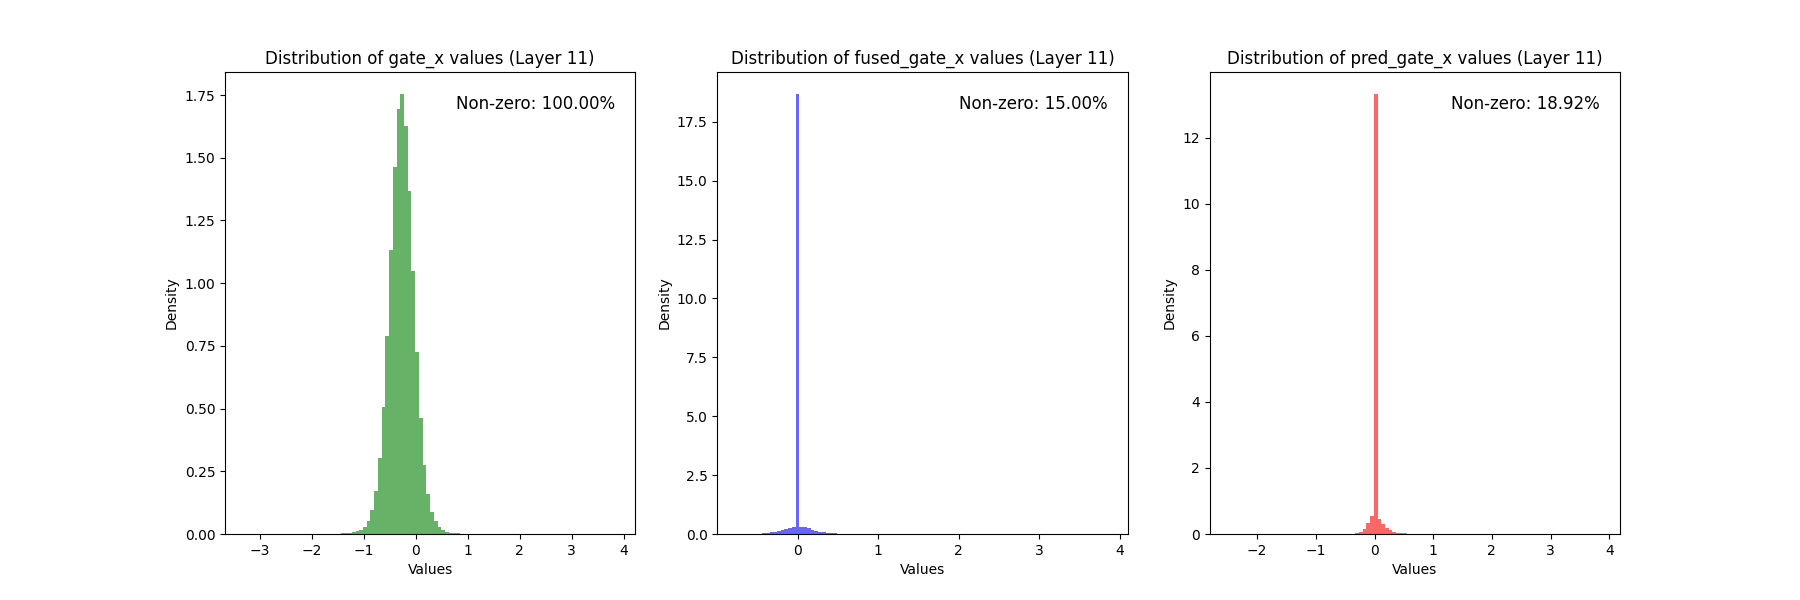 Distribution of gate_x values (Layer 11)
Non-zero: 100.00%
1.75
1.50
1.25
1.00
0.75
0.50
0.25
0.00
Density
−3 −2 −1 0 1 2 3 4
Values
Distribution of fused_gate_x values (Layer 11)
Non-zero: 15.00%
17.5
15.0
12.5
10.0
7.5
5.0
2.5
0.0
Density
0 1 2 3 4
Values
Distribution of pred_gate_x values (Layer 11)
Non-zero: 18.92%
12
10
8
6
4
2
0
Density
−2 −1 0 1 2 3 4
Values